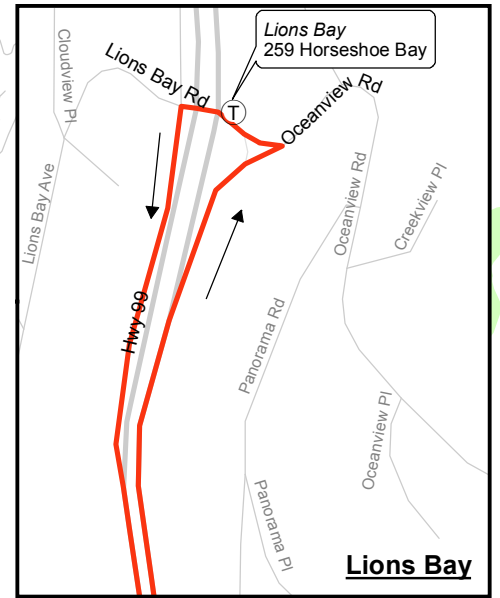 Lions Bay
259 Horseshoe Bay
Cloudview Pl
Lions Bay Rd
T
Oceanview Rd
Lions Bay Ave
Oceanview Rd
Creekview Pl
Hwy 99
Panorama Rd
Oceanview Pl
Panorama Pl
Lions Bay